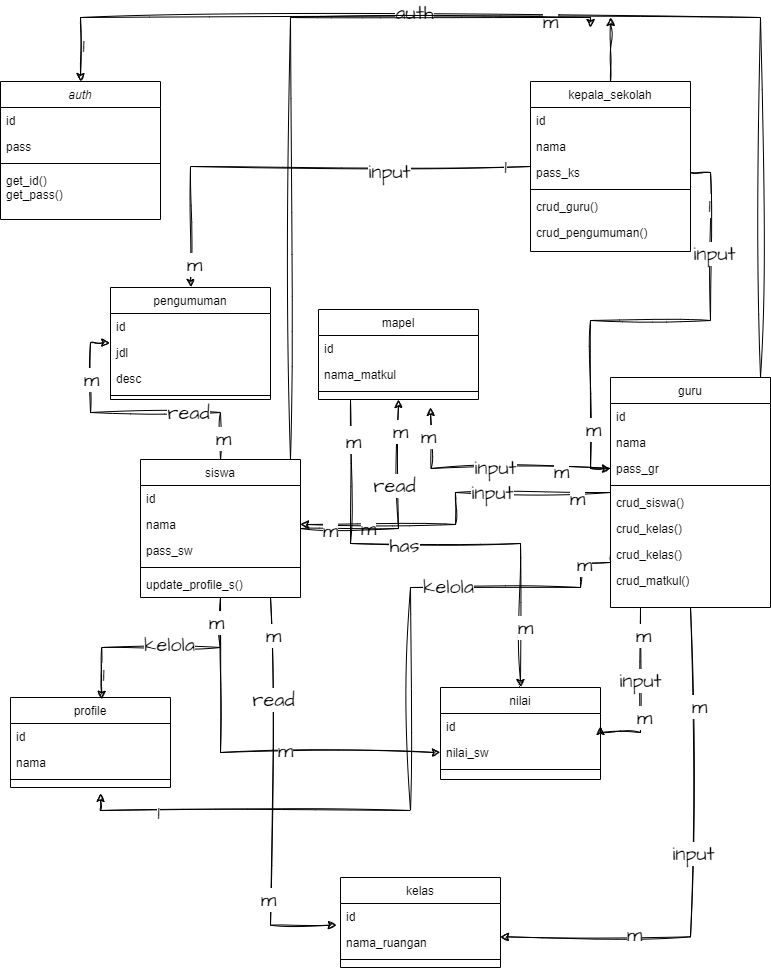 auth
m
l
auth
id
pass
get_id()
get_pass()
kepala_sekolah
id
nama
pass_ks
crud_guru()
crud_pengumuman()
input
l
m
l
input
m
pengumuman
id
jdl
desc
m
read
m
mapel
id
nama_matkul
m
m
m
read
guru
id
nama
pass_gr
crud_siswa()
crud_kelas()
crud_kelas()
crud_matkul()
input
m
input
m
siswa
id
nama
pass_sw
update_profile_s()
m
m
has
m
kelola
m
m
m
m
kelola
l
read
input
m
profile
id
nama
nilai
id
nilai_sw
m
m
l
input
m
m
kelas
id
nama_ruangan